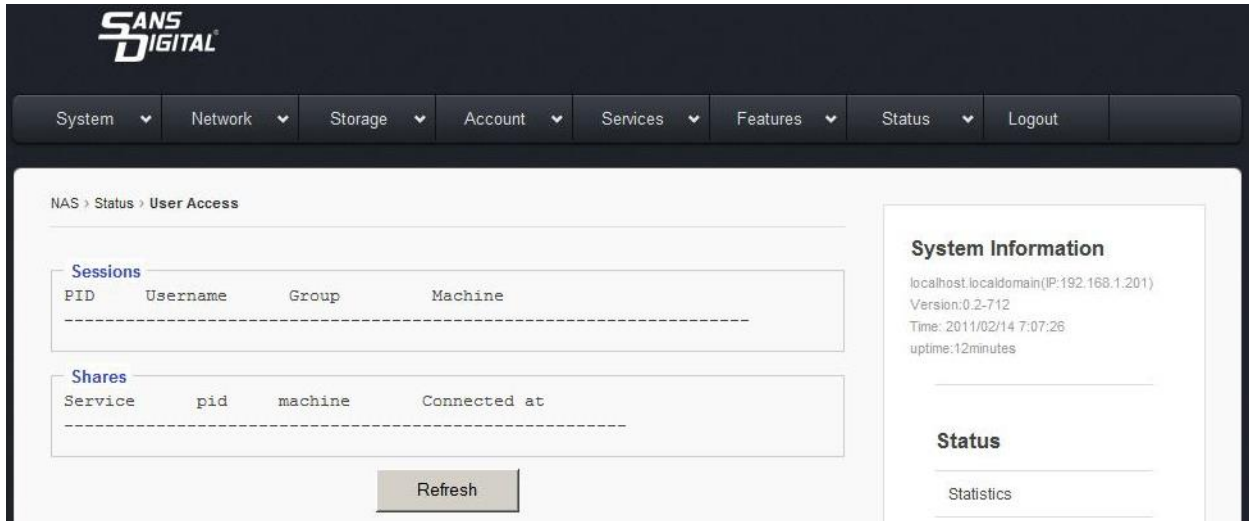 SANS
DIGITAL
System Network Storage Account Services Features Status Logout
NAS › Status › User Access
Sessions
PID Username Group Machine
-------------------------------------------------------------------
Shares
Service pid machine Connected at
-------------------------------------------------------
Refresh
System Information
localhost.localdomain(IP:192.168.1.201)
Version:0.2-712
Time: 2011/02/14 7:07:26
uptime:12minutes
Status
Statistics